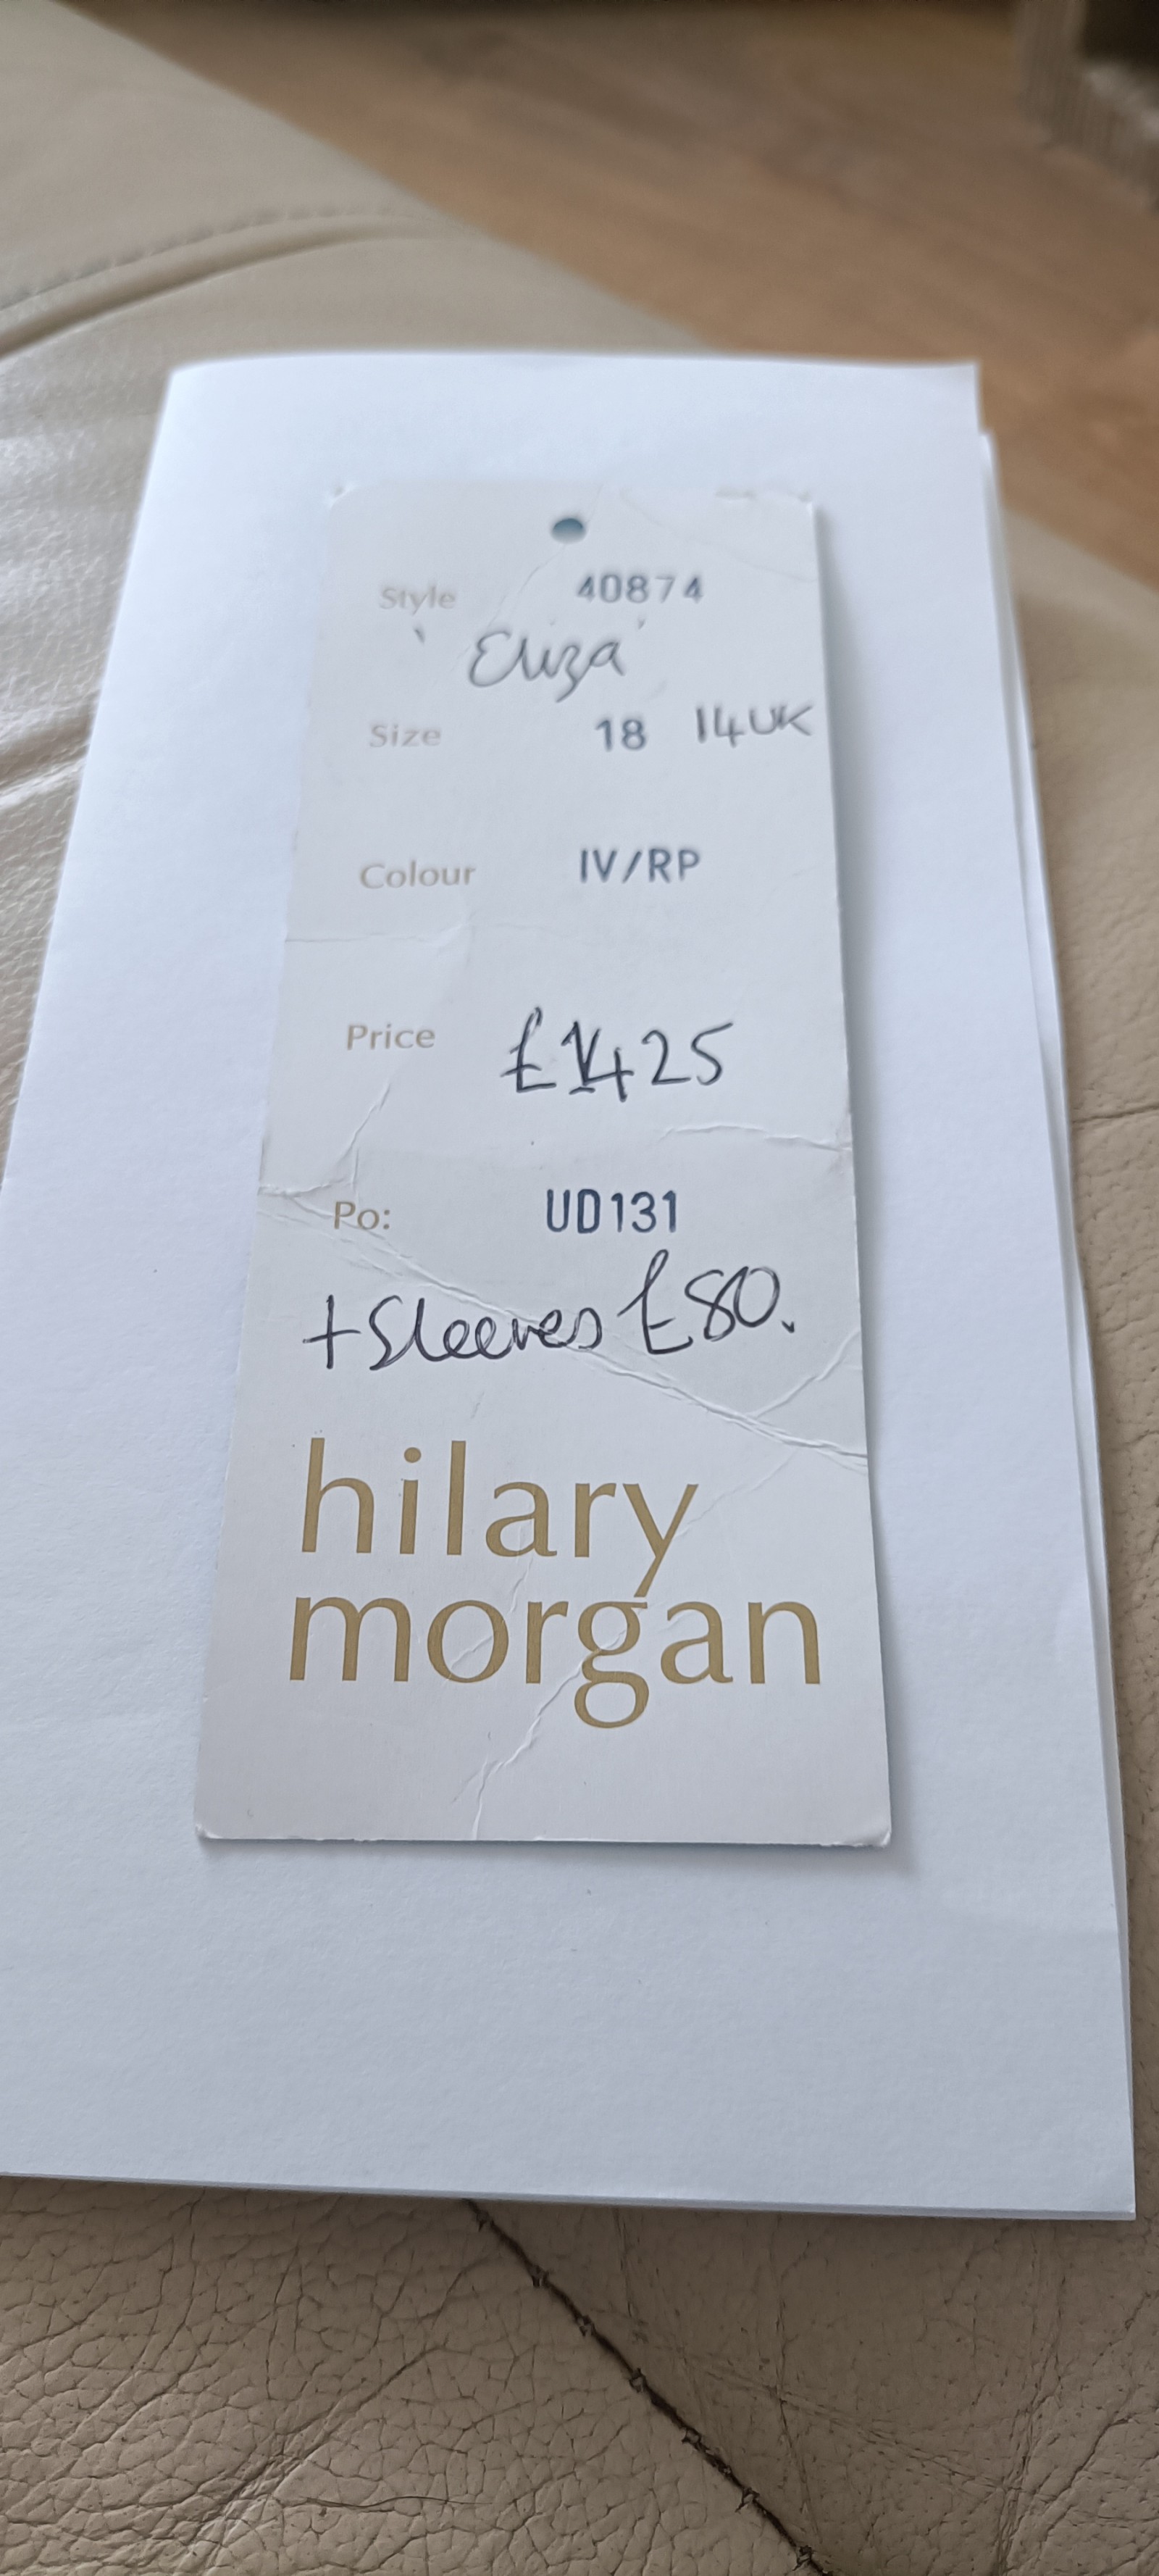 Style 40874
'Eliza'
Size 18 14UK
Colour IV/RP
Price £1425
Po: UD131
+Sleeves £80.
hilary
morgan